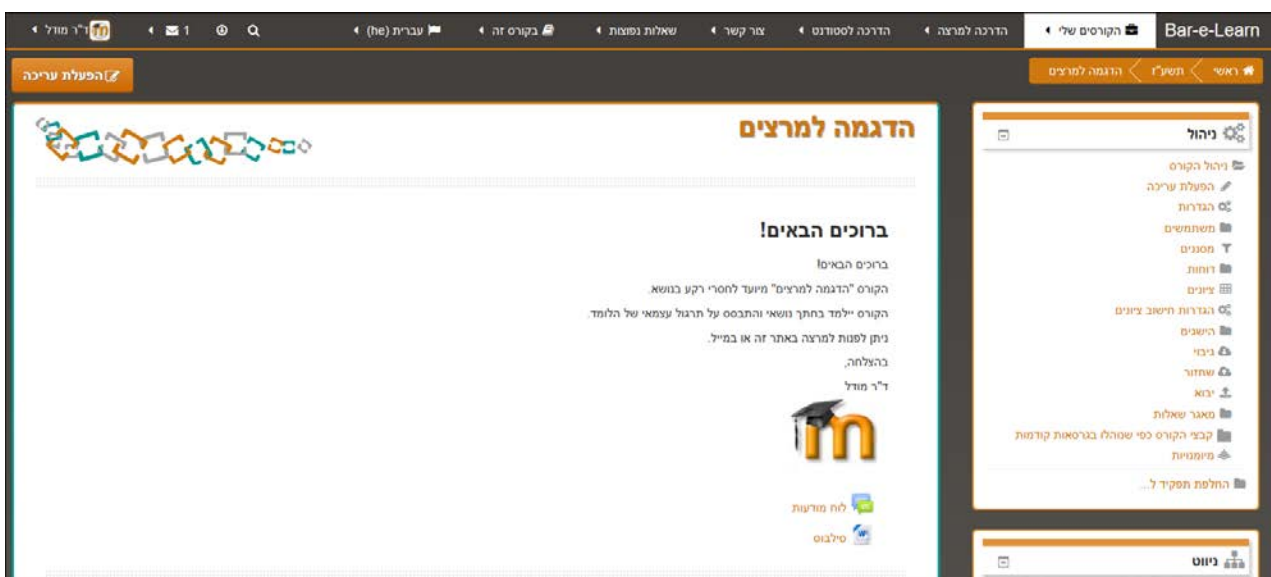 Bar-e-Learn הקורסים שלי הדרכה למרצה הדרכה לסטודנט צור קשר שאלות נפוצות בקורס זה עברית (he) 1 ד"ר מודל
ראשי תשע"ז הדגמה למרצים
הפעלת עריכה
ניהול
ניהול הקורס
הפעלת עריכה
הגדרות
משתמשים
מסננים
דוחות
ציונים
הגדרות חישוב ציונים
הישגים
גיבוי
שחזור
יבוא
מאגר שאלות
קבצי הקורס כפי שנוהלו בגרסאות קודמות
מיומנויות
החלפת תפקיד ל...
ניווט
הדגמה למרצים
ברוכים הבאים!
ברוכים הבאים!
הקורס "הדגמה למרצים" מיועד לחסרי רקע בנושא.
הקורס יילמד בחתך נושאי והתבסס על תרגול עצמאי של הלומד.
ניתן לפנות למרצה באתר זה או במייל.
בהצלחה,
ד"ר מודל
m
לוח מודעות
סילבוס